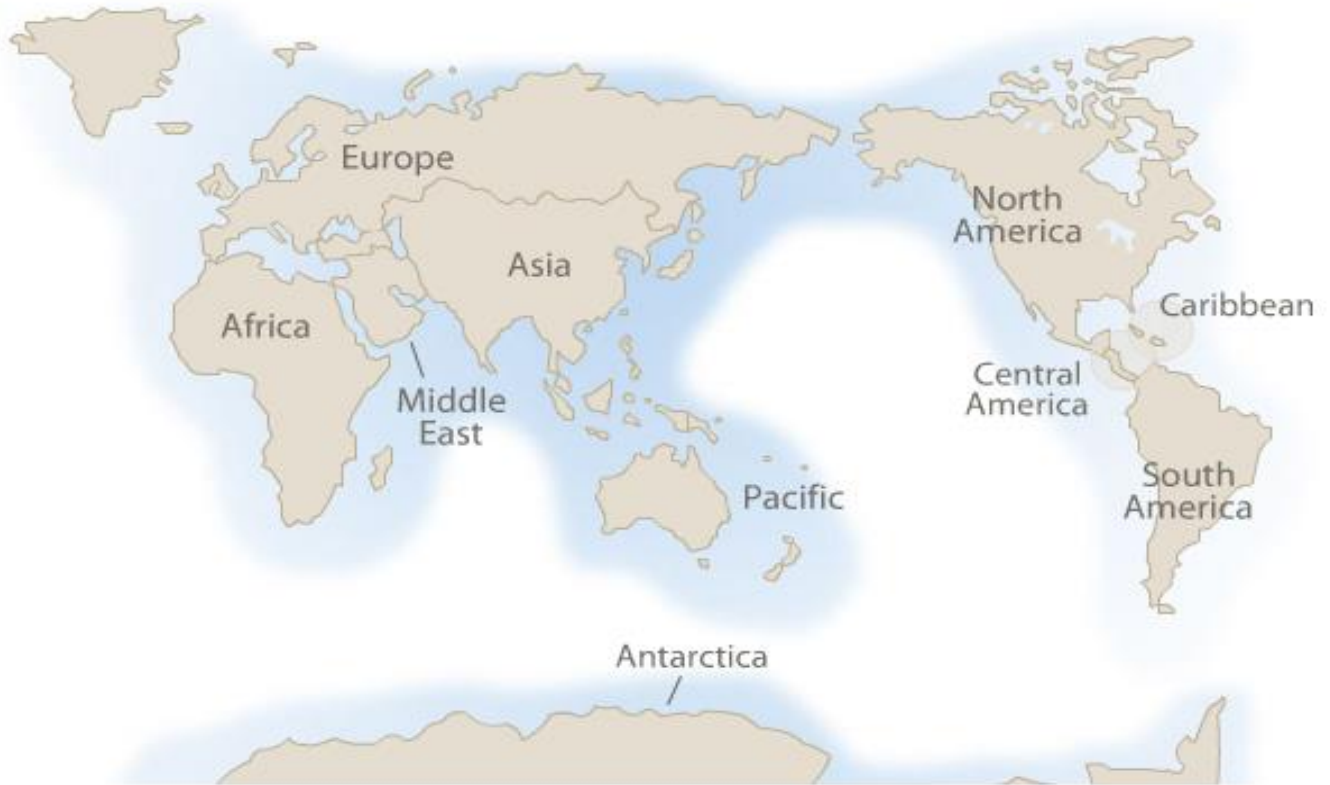 Europe
North
America
Asia
Caribbean
Africa
Central
America
Middle
East
South
America
Pacific
Antarctica